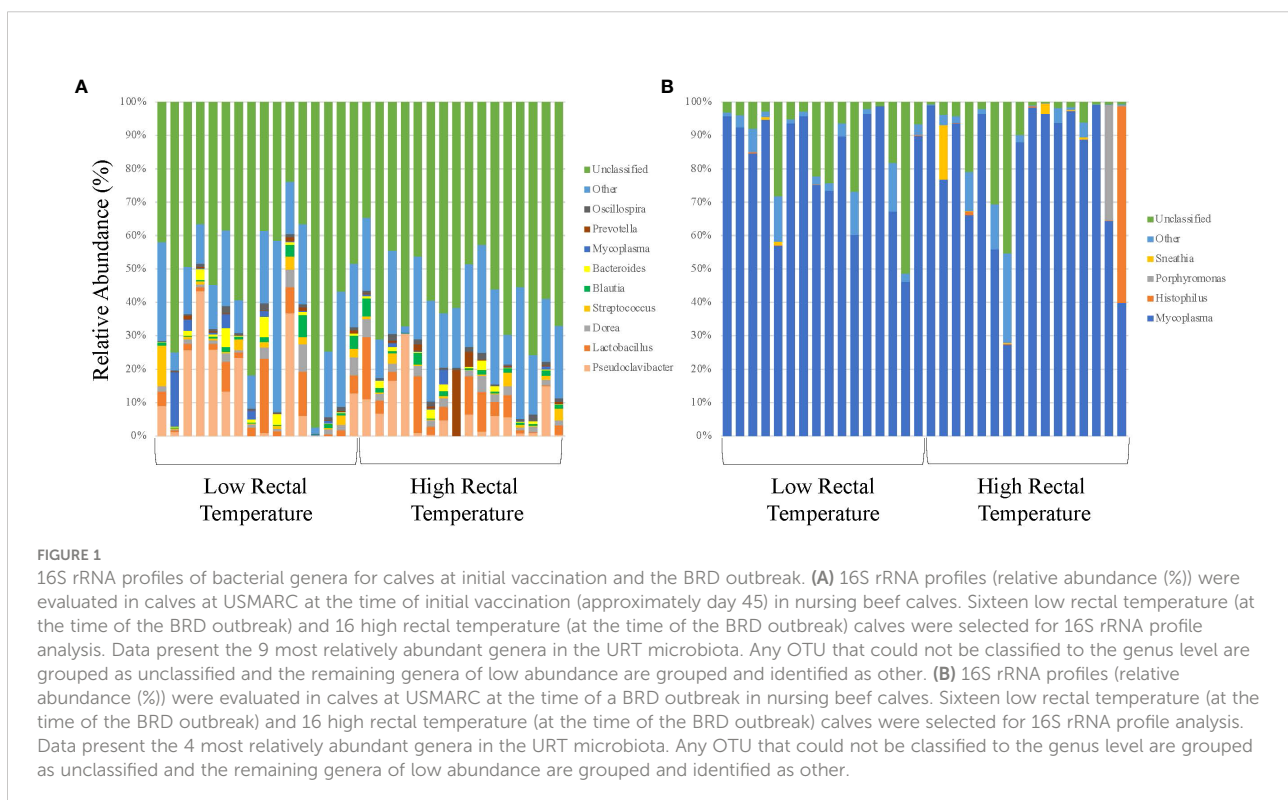 A
Relative Abundance (%)
100%
90%
80%
70%
60%
50%
40%
30%
20%
10%
0%
Unclassified
Other
Oscillospira
Prevotella
Mycoplasma
Bacteroides
Blautia
Streptococcus
Dorea
Lactobacillus
Pseudoclavibacter
Low Rectal
Temperature
High Rectal
Temperature
B
100%
90%
80%
70%
60%
50%
40%
30%
20%
10%
0%
Unclassified
Other
Sneathia
Porphyromonas
Histophilus
Mycoplasma
Low Rectal
Temperature
High Rectal
Temperature
FIGURE 1
16S rRNA profiles of bacterial genera for calves at initial vaccination and the BRD outbreak. (A) 16S rRNA profiles (relative abundance (%)) were
evaluated in calves at USMARC at the time of initial vaccination (approximately day 45) in nursing beef calves. Sixteen low rectal temperature (at
the time of the BRD outbreak) and 16 high rectal temperature (at the time of the BRD outbreak) calves were selected for 16S rRNA profile
analysis. Data present the 9 most relatively abundant genera in the URT microbiota. Any OTU that could not be classified to the genus level are
grouped as unclassified and the remaining genera of low abundance are grouped and identified as other. (B) 16S rRNA profiles (relative
abundance (%)) were evaluated in calves at USMARC at the time of a BRD outbreak in nursing beef calves. Sixteen low rectal temperature (at the
time of the BRD outbreak) and 16 high rectal temperature (at the time of the BRD outbreak) calves were selected for 16S rRNA profile analysis.
Data present the 4 most relatively abundant genera in the URT microbiota. Any OTU that could not be classified to the genus level are grouped
as unclassified and the remaining genera of low abundance are grouped and identified as other.